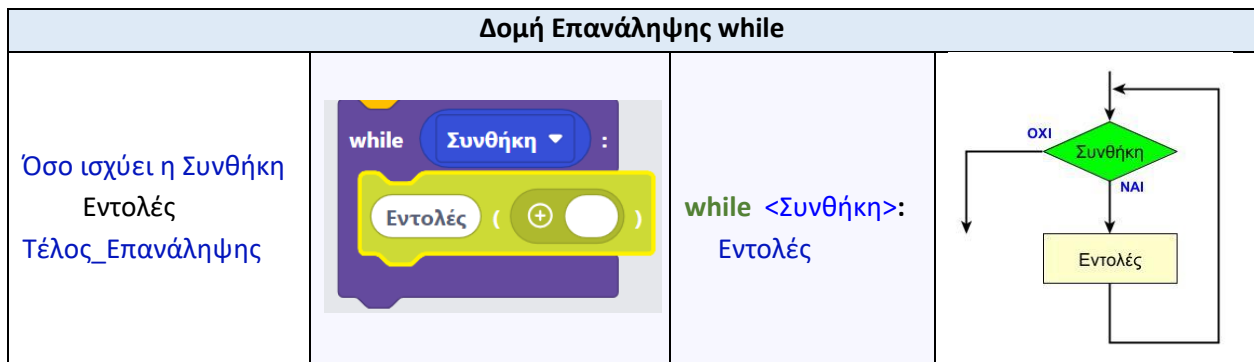 Δομή Επανάληψης while
Όσο ισχύει η Συνθήκη
Εντολές
Τέλος_Επανάληψης
while Συνθήκη :
Εντολές ( + )
while <Συνθήκη>:
Εντολές
ΟΧΙ
Συνθήκη
ΝΑΙ
Εντολές